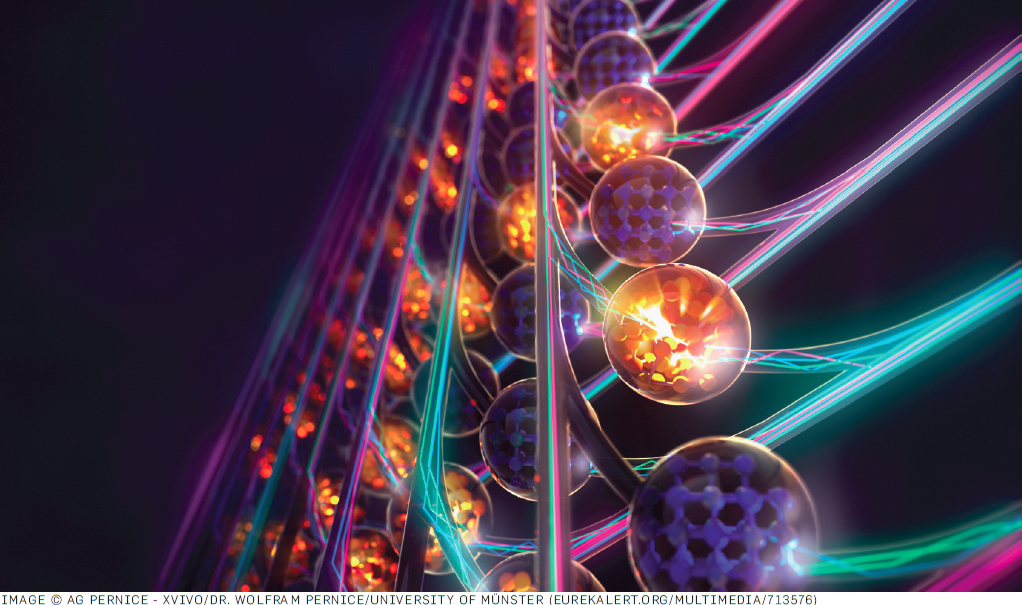 IMAGE © AG PERNICE - XVIVO/DR. WOLFRAM PERNICE/UNIVERSITY OF MÜNSTER (EUREKALERT.ORG/MULTIMEDIA/713576)